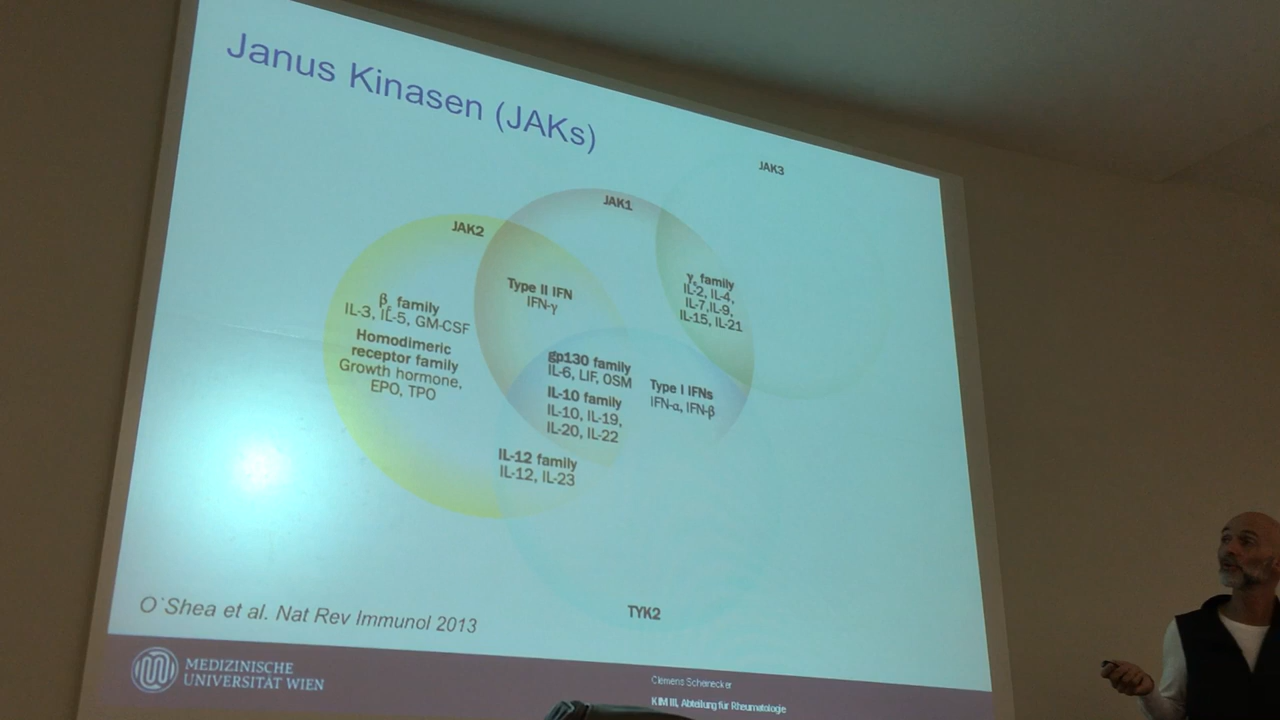 Janus Kinasen (JAKs)
JAK3
JAK1
JAK2
Type II IFN
IFN-γ
γc family
IL-2, IL-4,
IL-7,IL-9,
IL-15, IL-21
βc family
IL-3, IL-5, GM-CSF
Homodimeric
receptor family
Growth hormone,
EPO, TPO
gp130 family
IL-6, LIF, OSM
IL-10 family
IL-10, IL-19,
IL-20, IL-22
Type I IFNs
IFN-α, IFN-β
IL-12 family
IL-12, IL-23
TYK2
O`Shea et al. Nat Rev Immunol 2013
MEDIZINISCHE
UNIVERSITÄT WIEN
Clemens Scheinecker
KIM III, Abteilung für Rheumatologie